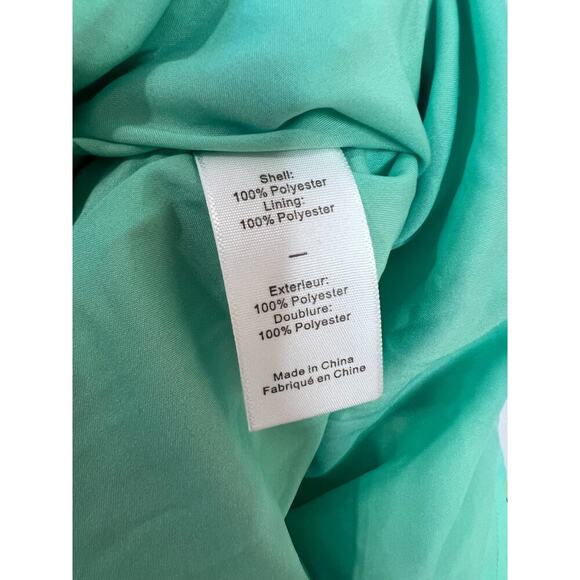 Shell:
100% Polyester
Lining:
100% Polyester
—
Exterieur:
100% Polyester
Doublure:
100% Polyester
Made in China
Fabriqué en Chine